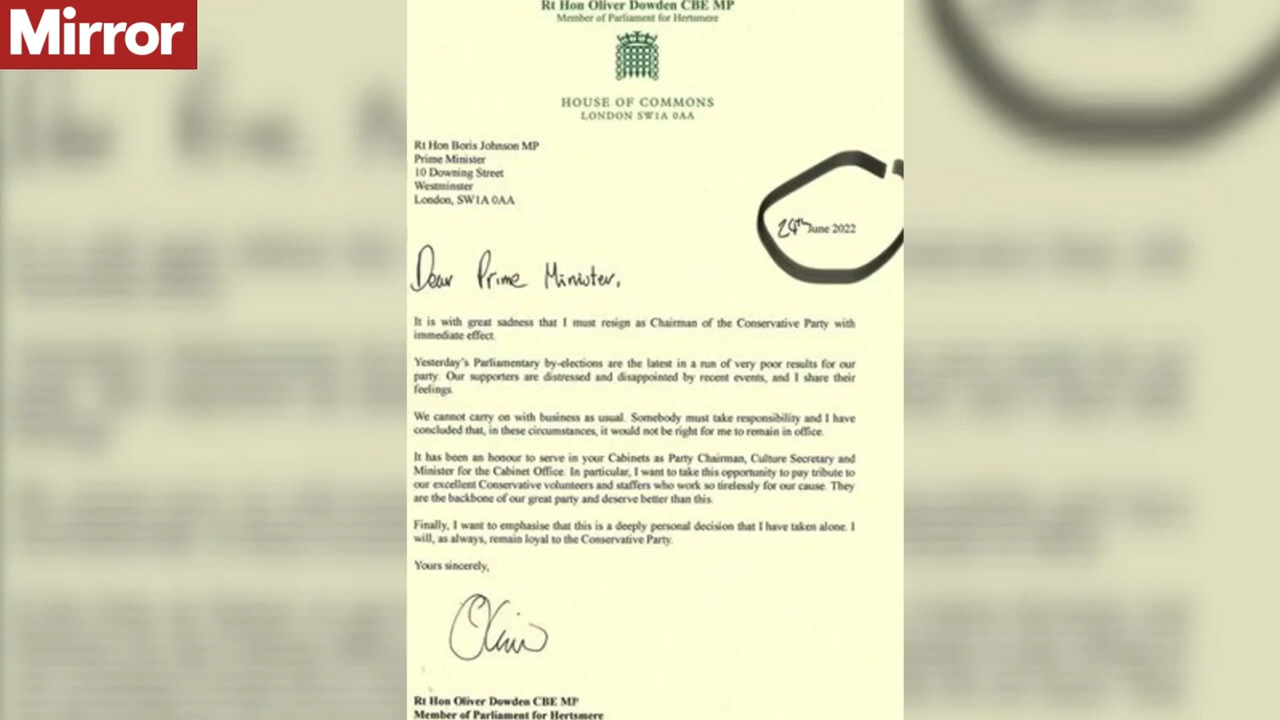 Mirror
Rt Hon Oliver Dowden CBE MP
Member of Parliament for Hertsmere
HOUSE OF COMMONS
LONDON SW1A 0AA
Rt Hon Boris Johnson MP
Prime Minister
10 Downing Street
Westminster
London, SW1A 0AA
24th June 2022
Dear Prime Minister,
It is with great sadness that I must resign as Chairman of the Conservative Party with
immediate effect.
Yesterday's Parliamentary by-elections are the latest in a run of very poor results for our
party. Our supporters are distressed and disappointed by recent events, and I share their
feelings.
We cannot carry on with business as usual. Somebody must take responsibility and I have
concluded that, in these circumstances, it would not be right for me to remain in office.
It has been an honour to serve in your Cabinets as Party Chairman, Culture Secretary and
Minister for the Cabinet Office. In particular, I want to take this opportunity to pay tribute to
our excellent Conservative volunteers and staffers who work so tirelessly for our cause. They
are the backbone of our great party and deserve better than this.
Finally, I want to emphasise that this is a deeply personal decision that I have taken alone. I
will, as always, remain loyal to the Conservative Party.
Yours sincerely,
Oliver
Rt Hon Oliver Dowden CBE MP
Member of Parliament for Hertsmere